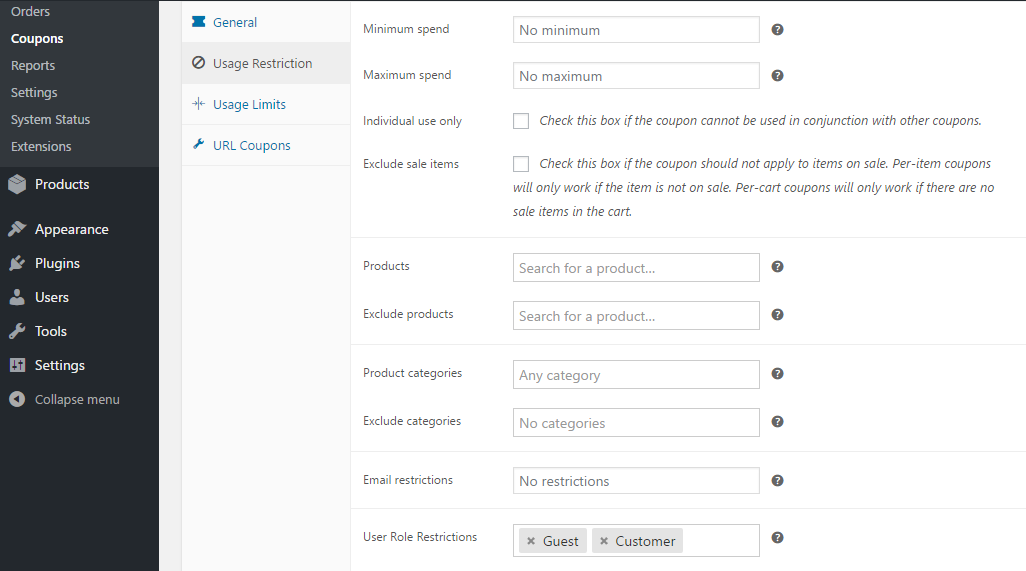 Orders
Coupons
Reports
Settings
System Status
Extensions
Products
Appearance
Plugins
Users
Tools
Settings
Collapse menu
General
Usage Restriction
Usage Limits
URL Coupons
Minimum spend No minimum
Maximum spend No maximum
Individual use only Check this box if the coupon cannot be used in conjunction with other coupons.
Exclude sale items Check this box if the coupon should not apply to items on sale. Per-item coupons
will only work if the item is not on sale. Per-cart coupons will only work if there are no
sale items in the cart.
Products Search for a product...
Exclude products Search for a product...
Product categories Any category
Exclude categories No categories
Email restrictions No restrictions
User Role Restrictions × Guest × Customer